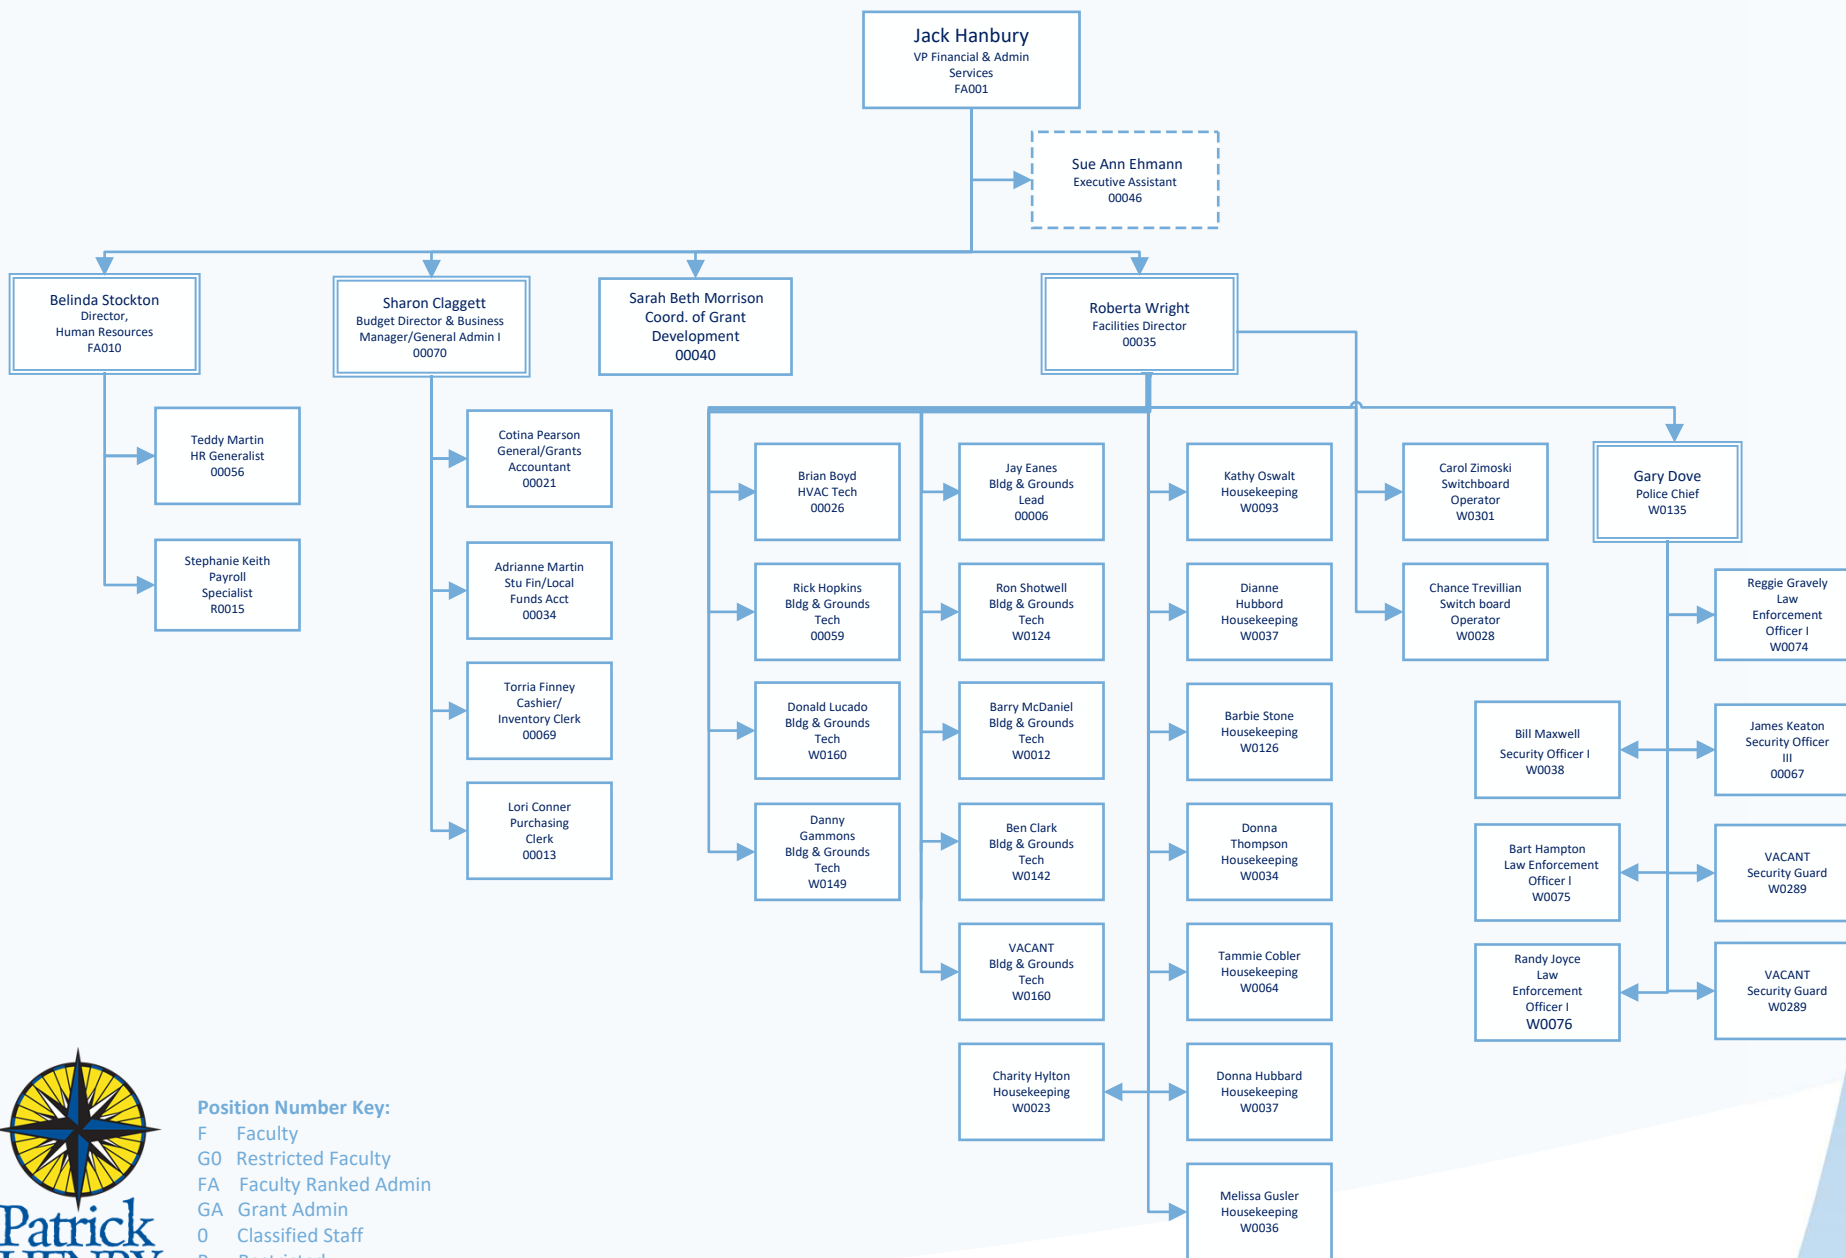 Jack Hanbury
VP Financial & Admin
Services
FA001
Sue Ann Ehmann
Executive Assistant
00046
Belinda Stockton
Director,
Human Resources
FA010
Sharon Claggett
Budget Director & Business
Manager/General Admin I
00070
Sarah Beth Morrison
Coord. of Grant
Development
00040
Roberta Wright
Facilities Director
00035
Teddy Martin
HR Generalist
00056
Stephanie Keith
Payroll
Specialist
R0015
Cotina Pearson
General/Grants
Accountant
00021
Adrianne Martin
Stu Fin/Local
Funds Acct
00034
Torria Finney
Cashier/
Inventory Clerk
00069
Lori Conner
Purchasing
Clerk
00013
Brian Boyd
HVAC Tech
00026
Rick Hopkins
Bldg & Grounds
Tech
00059
Donald Lucado
Bldg & Grounds
Tech
W0160
Danny
Gammons
Bldg & Grounds
Tech
W0149
Jay Eanes
Bldg & Grounds
Lead
00006
Ron Shotwell
Bldg & Grounds
Tech
W0124
Barry McDaniel
Bldg & Grounds
Tech
W0012
Ben Clark
Bldg & Grounds
Tech
W0142
VACANT
Bldg & Grounds
Tech
W0160
Charity Hylton
Housekeeping
W0023
Kathy Oswalt
Housekeeping
W0093
Dianne
Hubbord
Housekeeping
W0037
Barbie Stone
Housekeeping
W0126
Donna
Thompson
Housekeeping
W0034
Tammie Cobler
Housekeeping
W0064
Donna Hubbard
Housekeeping
W0037
Melissa Gusler
Housekeeping
W0036
Carol Zimoski
Switchboard
Operator
W0301
Chance Trevillian
Switch board
Operator
W0028
Gary Dove
Police Chief
W0135
Reggie Gravely
Law
Enforcement
Officer I
W0074
Bill Maxwell
Security Officer I
W0038
James Keaton
Security Officer
III
00067
Bart Hampton
Law Enforcement
Officer I
W0075
VACANT
Security Guard
W0289
Randy Joyce
Law
Enforcement
Officer I
W0076
VACANT
Security Guard
W0289
Position Number Key:
F Faculty
G0 Restricted Faculty
FA Faculty Ranked Admin
GA Grant Admin
0 Classified Staff
R Restricted
Patrick
HENRY